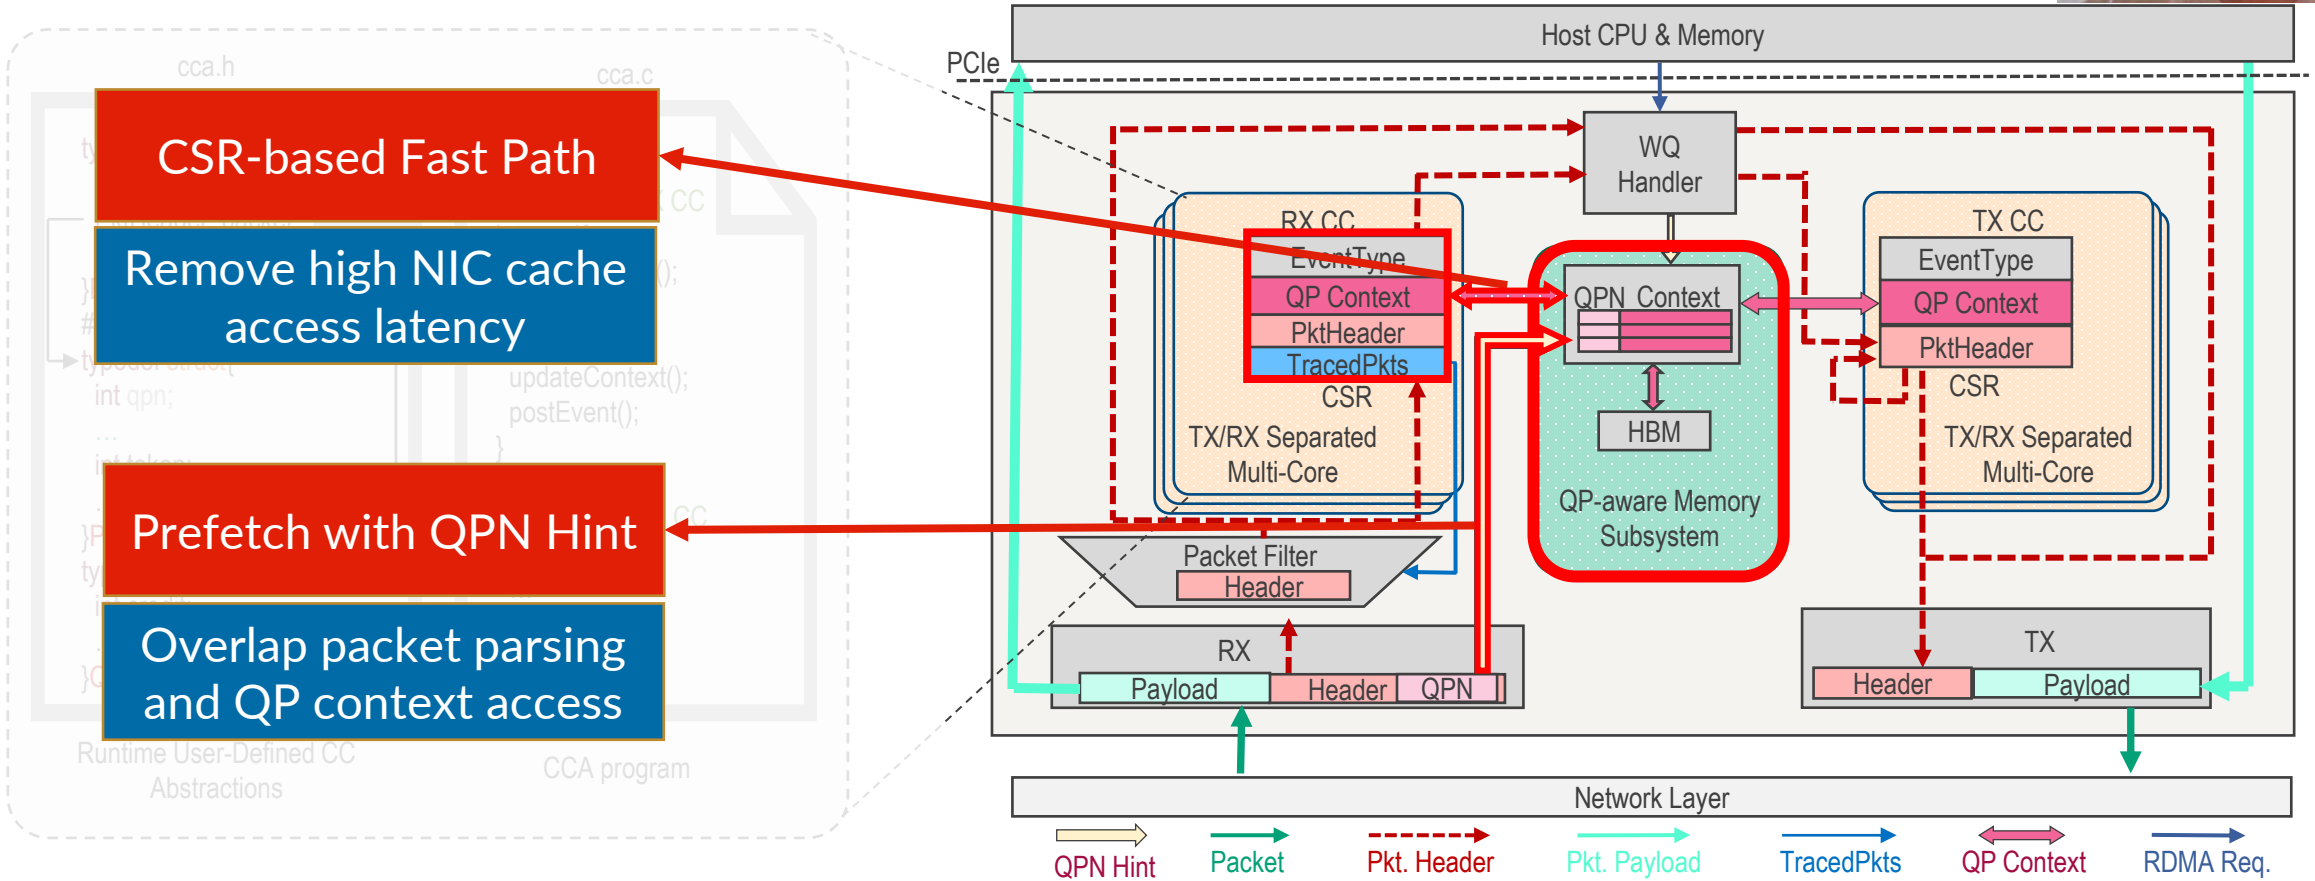 cca.h
cca.c
CSR-based Fast Path
Remove high NIC cache
access latency
CC
();
updateContext();
postEvent();
}
int qpn;
...
Prefetch with QPN Hint
CC
Overlap packet parsing
and QP context access
Runtime User-Defined CC
Abstractions
CCA program
Host CPU & Memory
PCIe
WQ
Handler
RX CC
EventType
QP Context
PktHeader
TracedPkts
CSR
TX/RX Separated
Multi-Core
QPN Context
HBM
QP-aware Memory
Subsystem
TX CC
EventType
QP Context
PktHeader
CSR
TX/RX Separated
Multi-Core
Packet Filter
Header
RX
Payload
Header
QPN
TX
Header
Payload
Network Layer
QPN Hint
Packet
Pkt. Header
Pkt. Payload
TracedPkts
QP Context
RDMA Req.